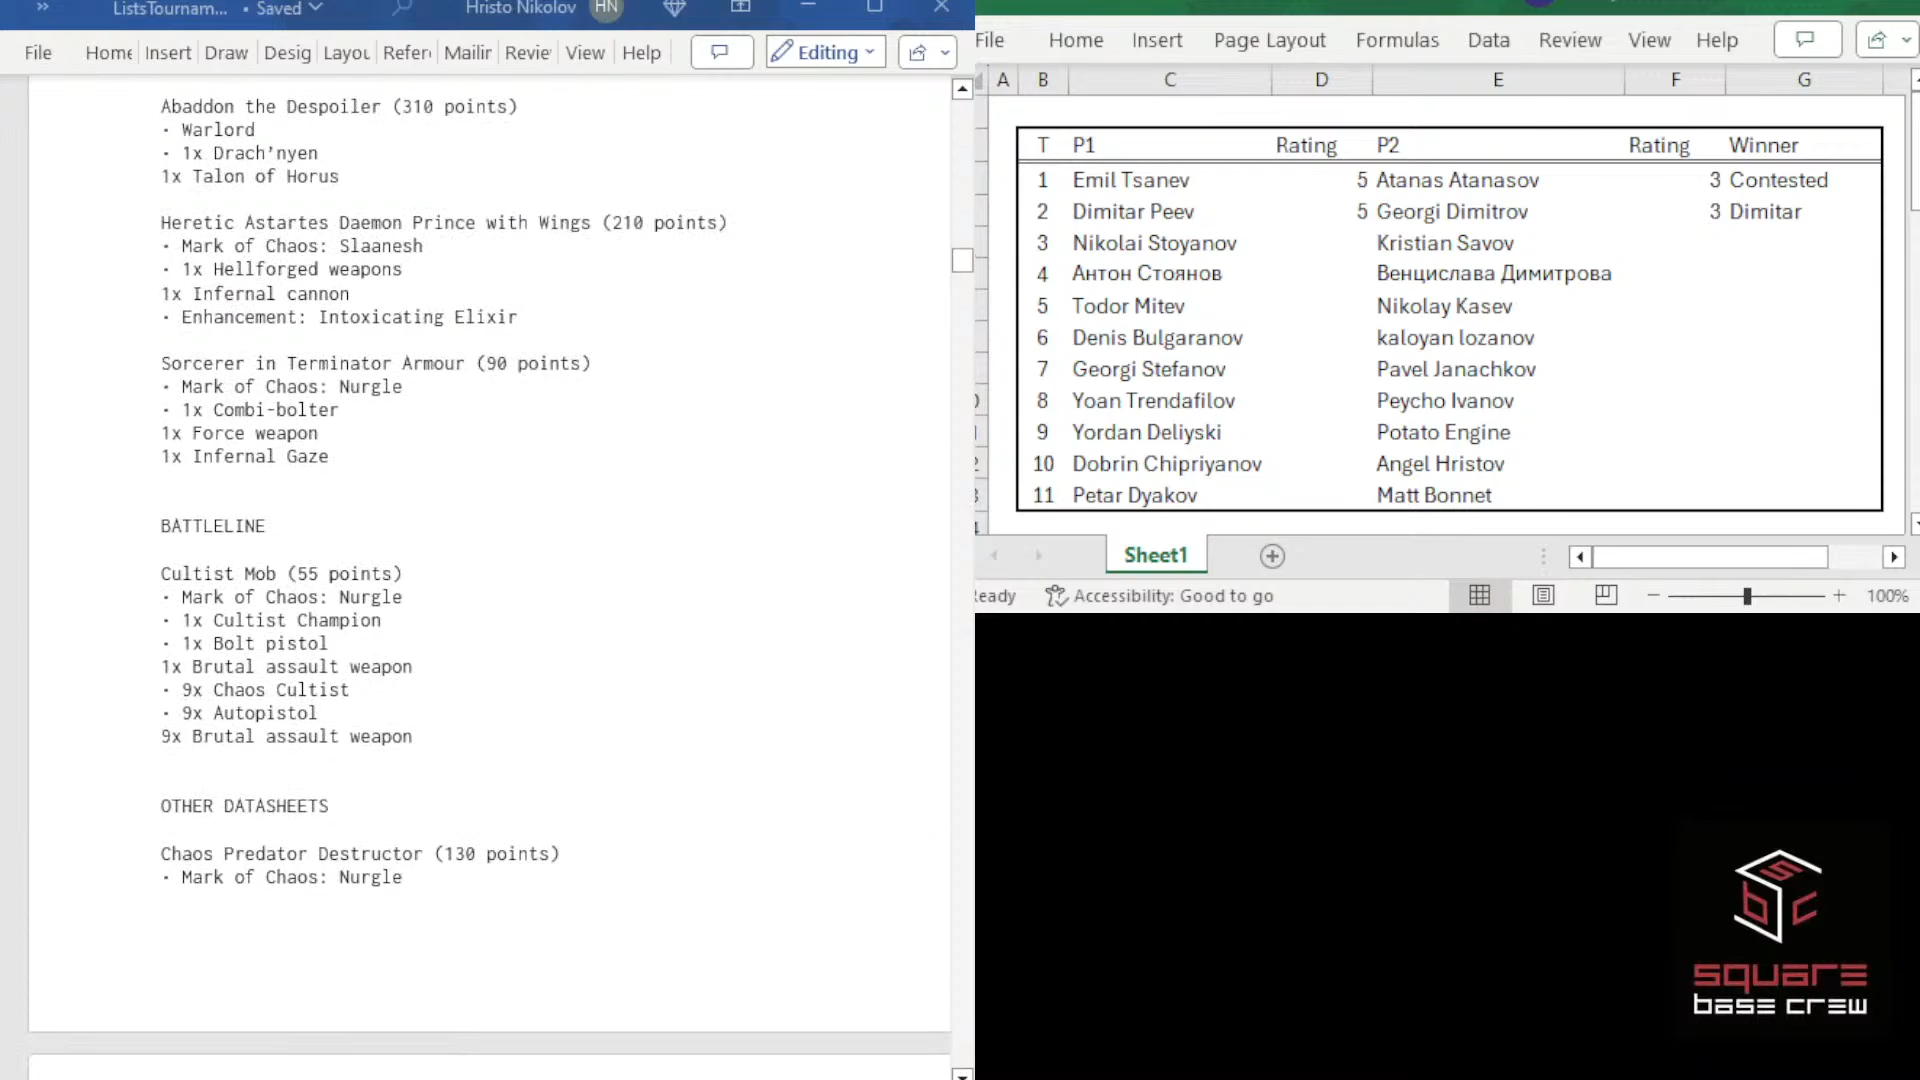 ListsTournam... • Saved
Hristo Nikolov HN
File Home Insert Draw Desig Layou Refer Mailin Revie View Help Editing
Abaddon the Despoiler (310 points)
• Warlord
• 1x Drach’nyen
1x Talon of Horus
Heretic Astartes Daemon Prince with Wings (210 points)
• Mark of Chaos: Slaanesh
• 1x Hellforged weapons
1x Infernal cannon
• Enhancement: Intoxicating Elixir
Sorcerer in Terminator Armour (90 points)
• Mark of Chaos: Nurgle
• 1x Combi-bolter
1x Force weapon
1x Infernal Gaze
BATTLELINE
Cultist Mob (55 points)
• Mark of Chaos: Nurgle
• 1x Cultist Champion
• 1x Bolt pistol
1x Brutal assault weapon
• 9x Chaos Cultist
• 9x Autopistol
9x Brutal assault weapon
OTHER DATASHEETS
Chaos Predator Destructor (130 points)
• Mark of Chaos: Nurgle
File Home Insert Page Layout Formulas Data Review View Help
A B C D E F G
T P1 Rating P2 Rating Winner
1 Emil Tsanev 5 Atanas Atanasov 3 Contested
2 Dimitar Peev 5 Georgi Dimitrov 3 Dimitar
3 Nikolai Stoyanov Kristian Savov
4 Антон Стоянов Венцислава Димитрова
5 Todor Mitev Nikolay Kasev
6 Denis Bulgaranov kaloyan lozanov
7 Georgi Stefanov Pavel Janachkov
8 Yoan Trendafilov Peycho Ivanov
9 Yordan Deliyski Potato Engine
10 Dobrin Chipriyanov Angel Hristov
11 Petar Dyakov Matt Bonnet
Sheet1
Ready Accessibility: Good to go 100%
s b c
square
base crew